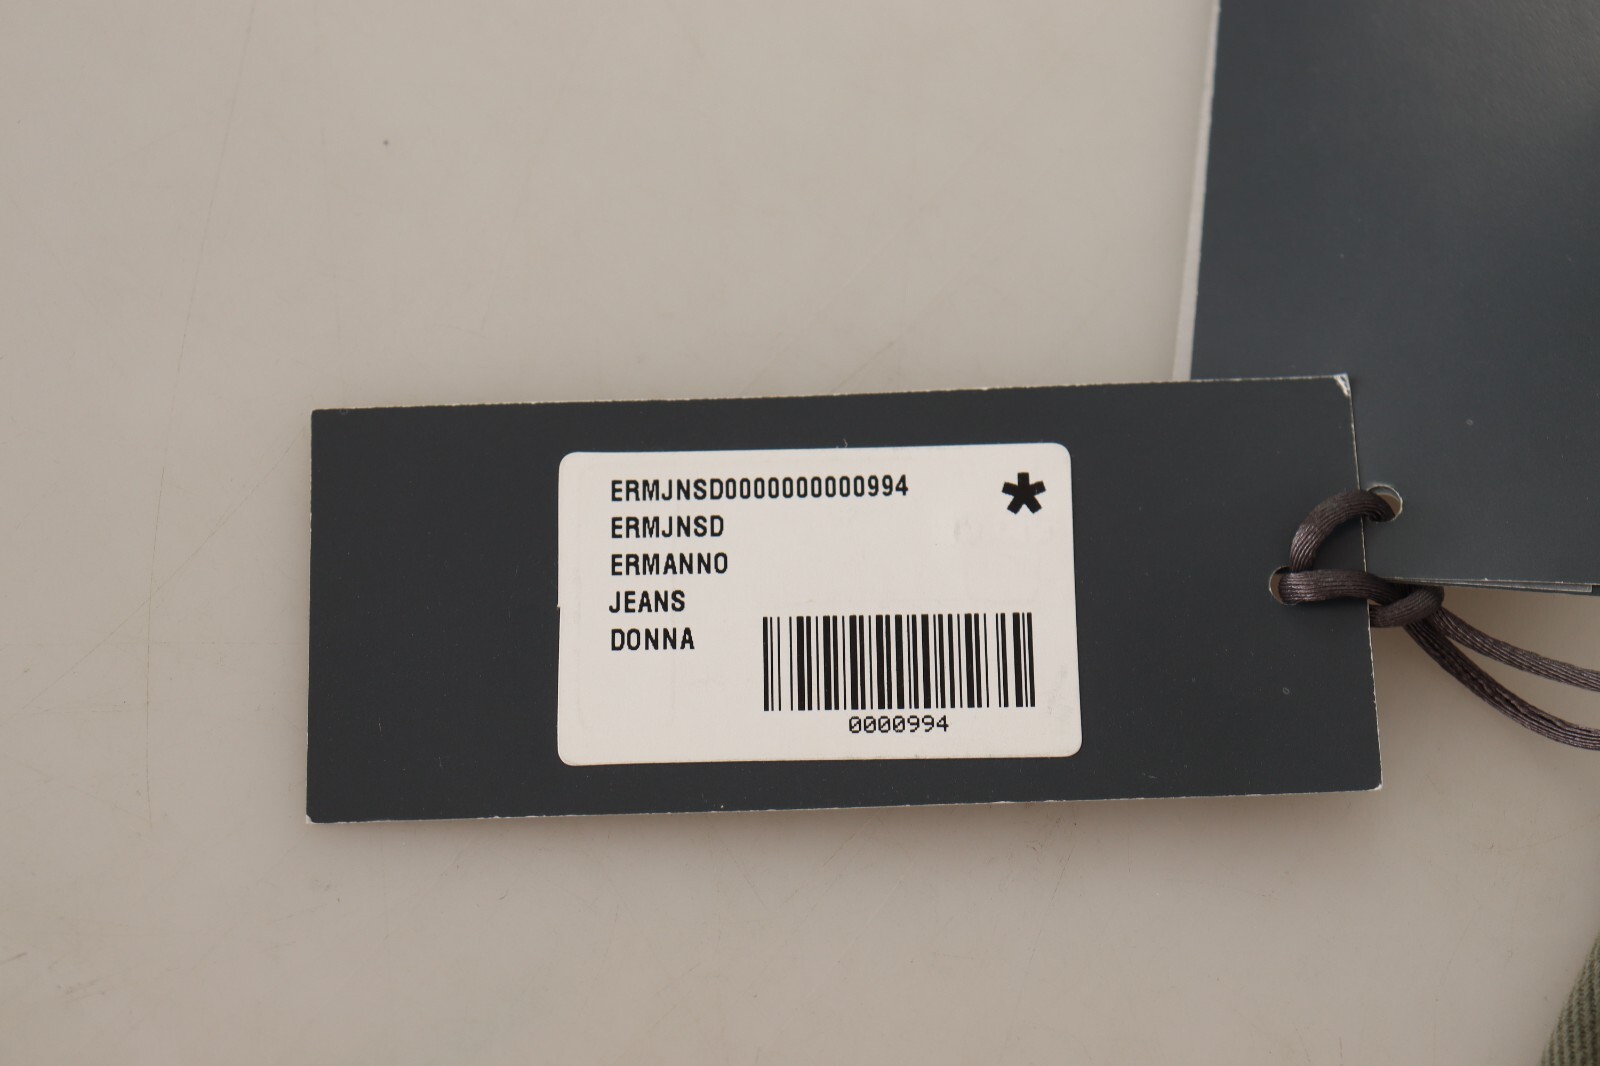 ERMJNSD0000000000994 *
ERMJNSD
ERMANNO
JEANS
DONNA
0000994